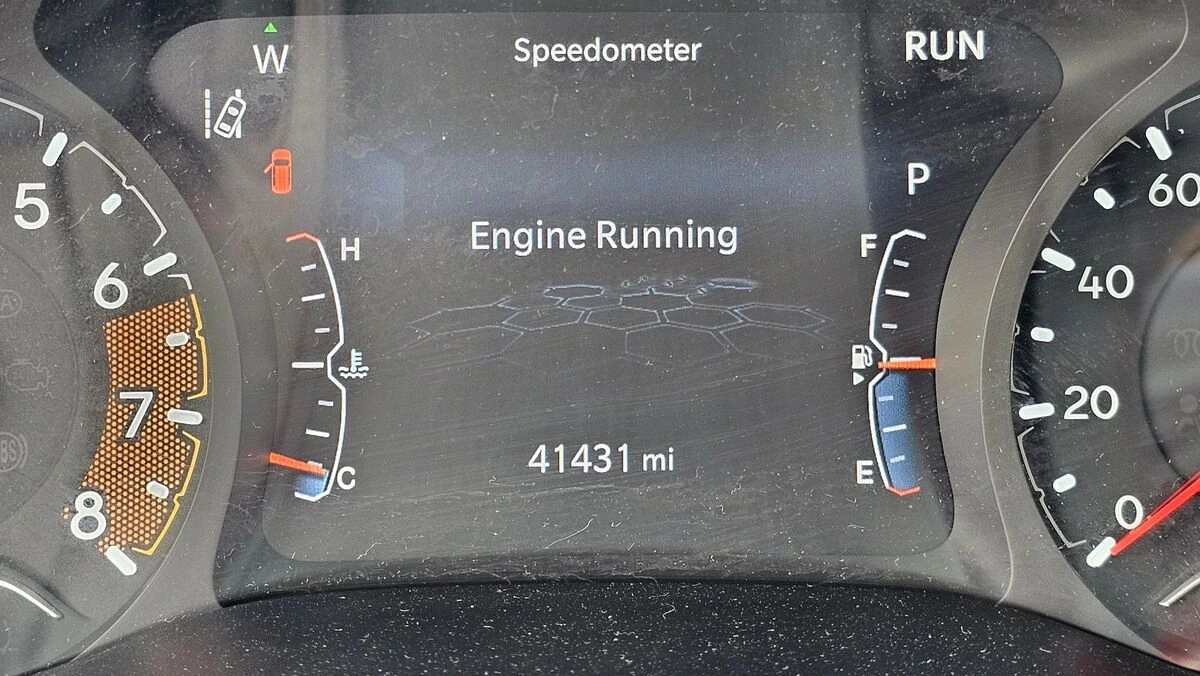 W
Speedometer
RUN
P
Engine Running
H
C
F
E
41431 mi
5
6
7
8
60
40
20
0